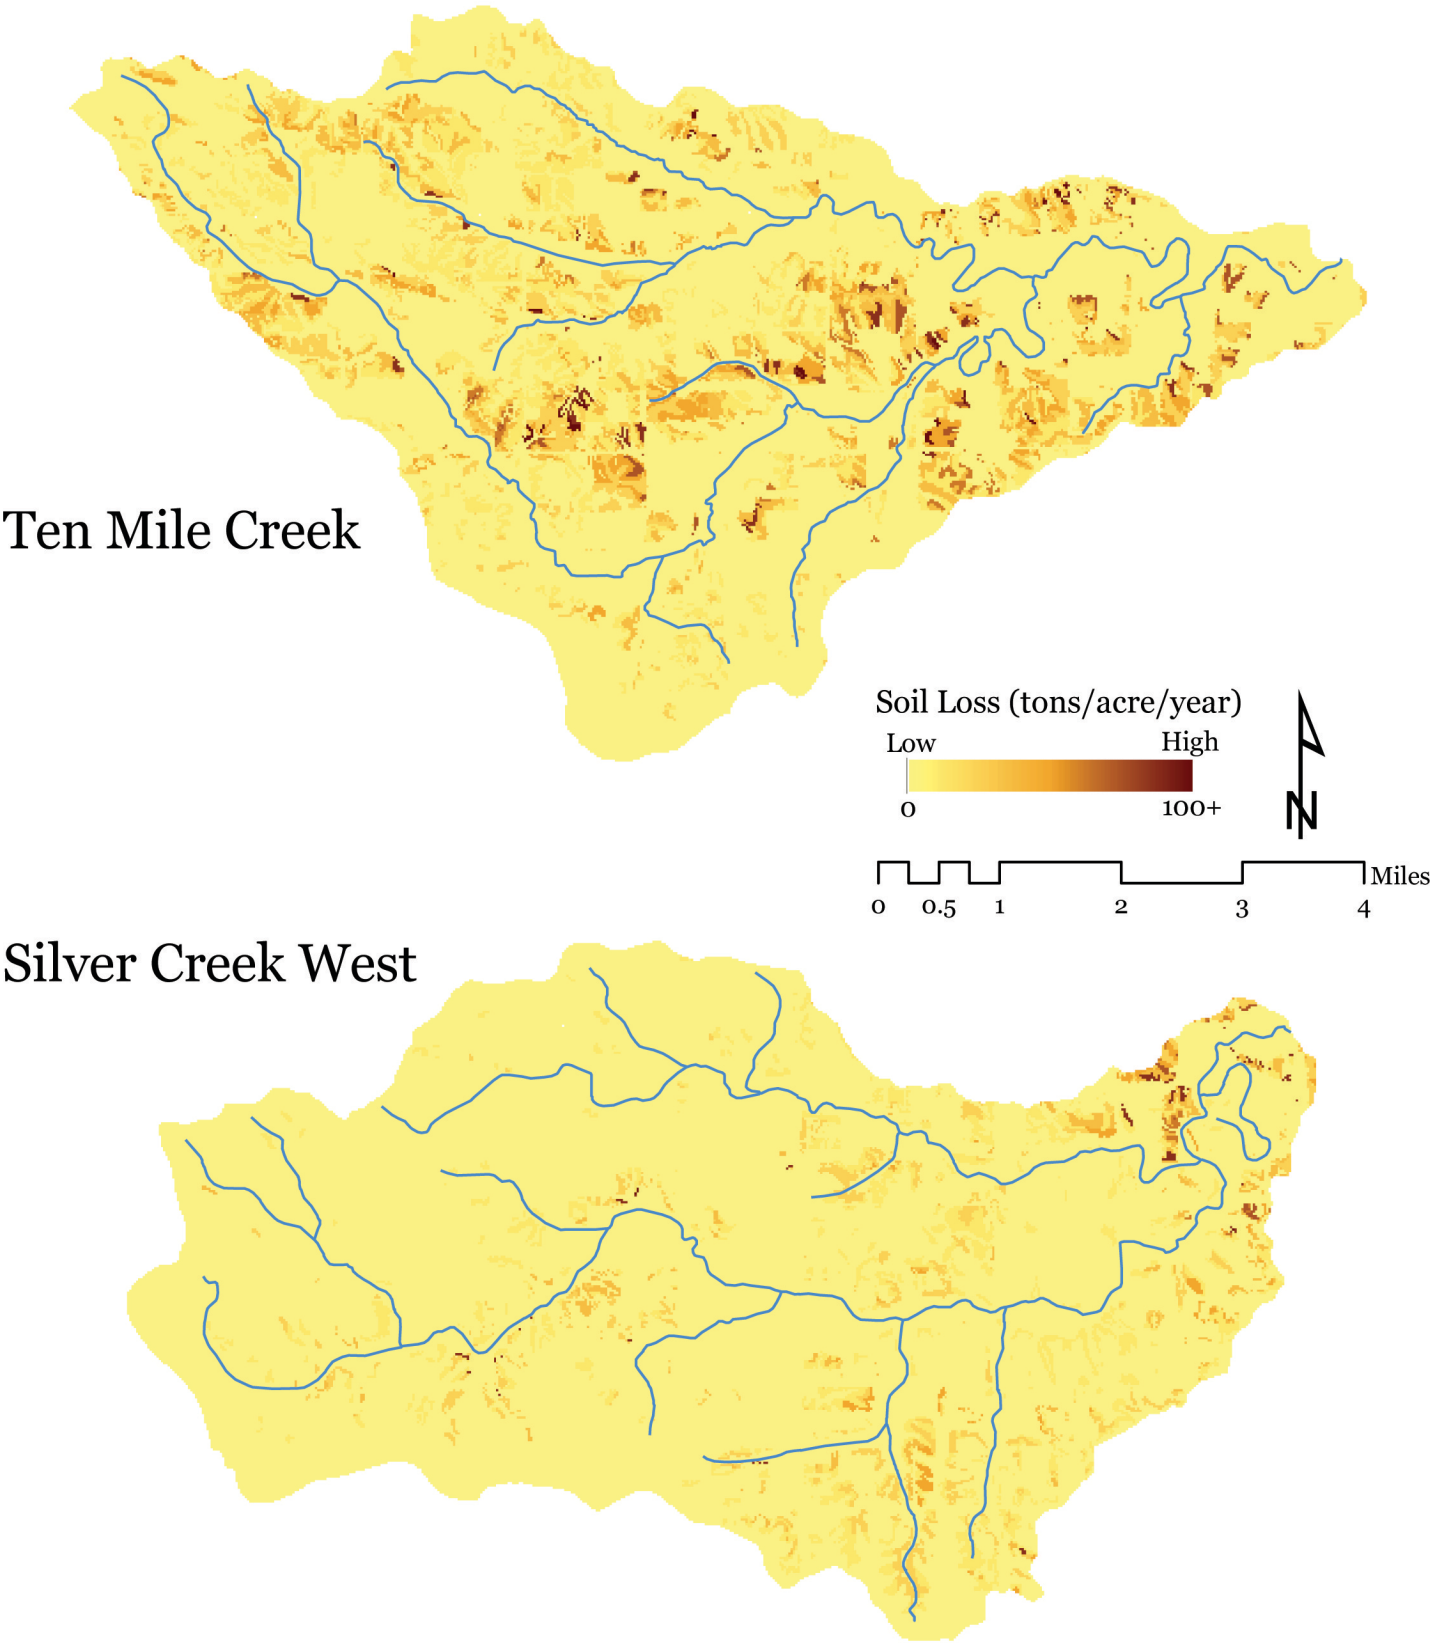 Ten Mile Creek
Soil Loss (tons/acre/year)
Low High
0 100+
N
Miles
0 0.5 1 2 3 4
Silver Creek West